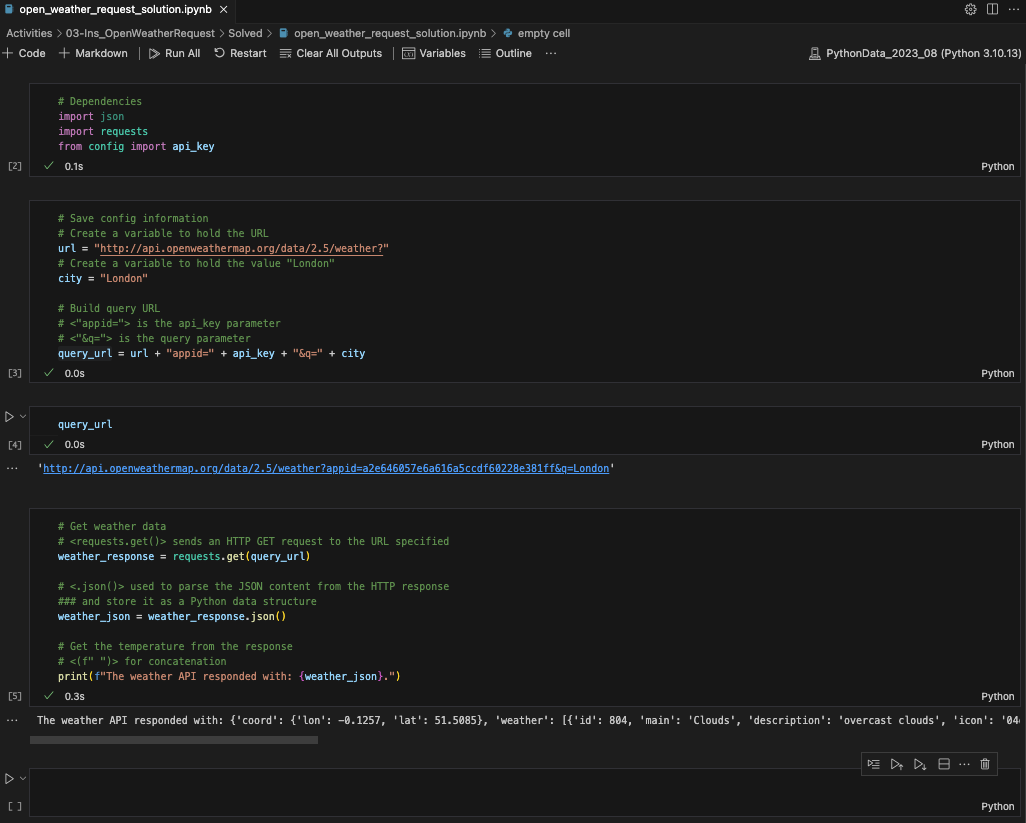 open_weather_request_solution.ipynb
Activities > 03-Ins_OpenWeatherRequest > Solved > open_weather_request_solution.ipynb > empty cell
+ Code + Markdown Run All Restart Clear All Outputs Variables Outline ... PythonData_2023_08 (Python 3.10.13)
# Dependencies
import json
import requests
from config import api_key
[2] 0.1s Python
# Save config information
# Create a variable to hold the URL
url = "http://api.openweathermap.org/data/2.5/weather?"
# Create a variable to hold the value "London"
city = "London"
# Build query URL
# <"appid="> is the api_key parameter
# <"&q="> is the query parameter
query_url = url + "appid=" + api_key + "&q=" + city
[3] 0.0s Python
query_url
[4] 0.0s Python
... 'http://api.openweathermap.org/data/2.5/weather?appid=a2e646057e6a616a5ccdf60228e381ff&q=London'
# Get weather data
# <requests.get()> sends an HTTP GET request to the URL specified
weather_response = requests.get(query_url)
# <.json()> used to parse the JSON content from the HTTP response
### and store it as a Python data structure
weather_json = weather_response.json()
# Get the temperature from the response
# <(f" ")> for concatenation
print(f"The weather API responded with: {weather_json}.")
[5] 0.3s Python
... The weather API responded with: {'coord': {'lon': -0.1257, 'lat': 51.5085}, 'weather': [{'id': 804, 'main': 'Clouds', 'description': 'overcast clouds', 'icon': '04
[ ] Python